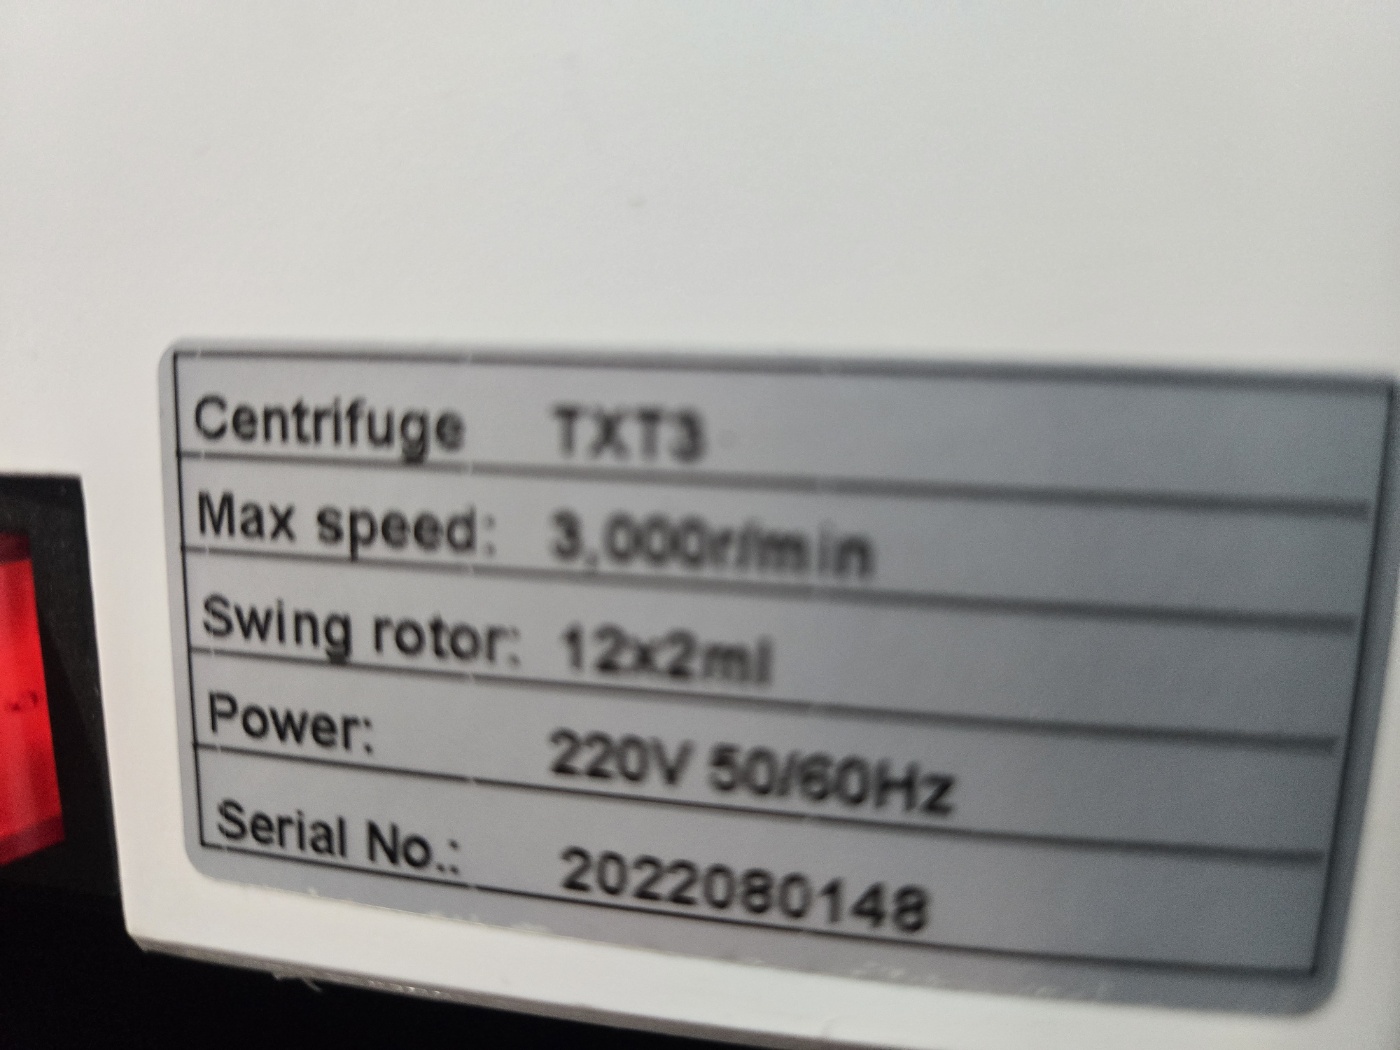 Centrifuge TXT3
Max speed: 3,000r/min
Swing rotor: 12x2ml
Power: 220V 50/60Hz
Serial No.: 2022080148